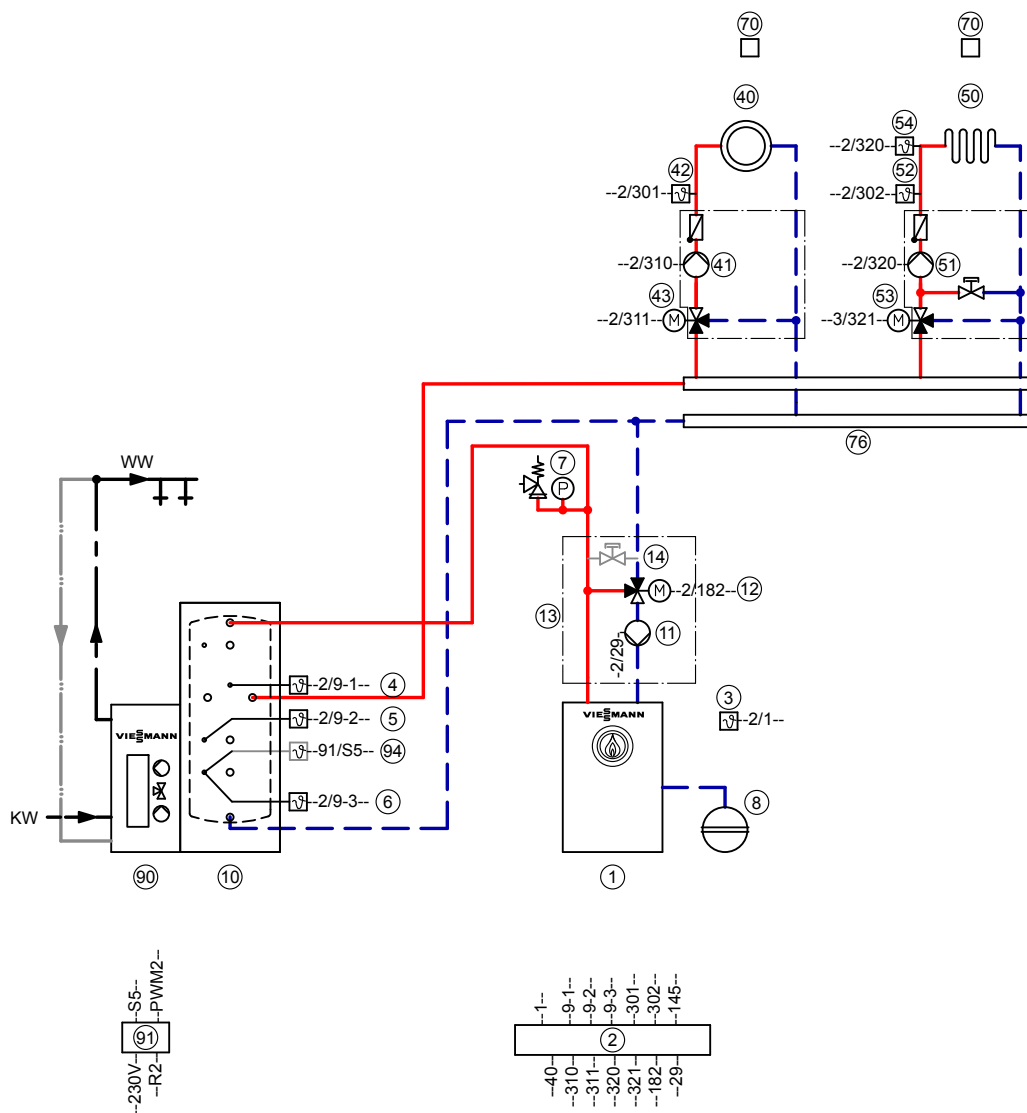 70 70
40 50
54
--2/320--
42 52
--2/301-- --2/302--
--2/310-- 41 --2/320-- 51
43 53
--2/311-- M --3/321-- M
76
WW
7
P
14
M --2/182-- 12
13 11
-2/29-
--2/9-1-- 4
VIESMANN
3
--2/9-2-- 5
--2/1--
VIESMANN
--91/S5-- 94
--2/9-3-- 6
8
KW
90 10 1
--S5-- --PWM2--
91
--230V-- --R2--
--1-- --9-1-- --9-2-- --9-3-- --301-- --302-- --145--
2
--40-- --310-- --311-- --320-- --321-- --182-- --29--